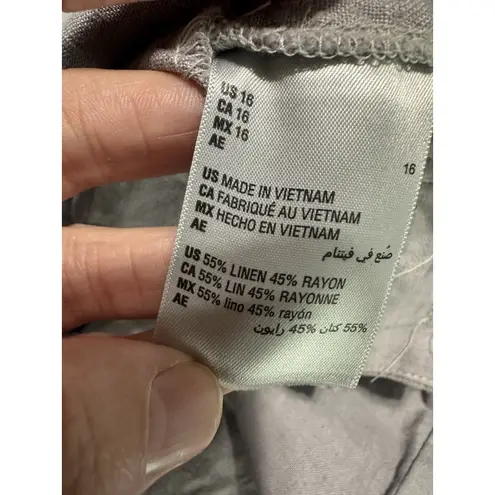 US 16
CA 16
MX 16
AE
16
US MADE IN VIETNAM
CA FABRIQUÉ AU VIETNAM
MX HECHO EN VIETNAM
AE
صُنع في فيتنام
US 55% LINEN 45% RAYON
CA 55% LIN 45% RAYONNE
MX 55% lino 45% rayón
AE
55% كتان 45% رايون